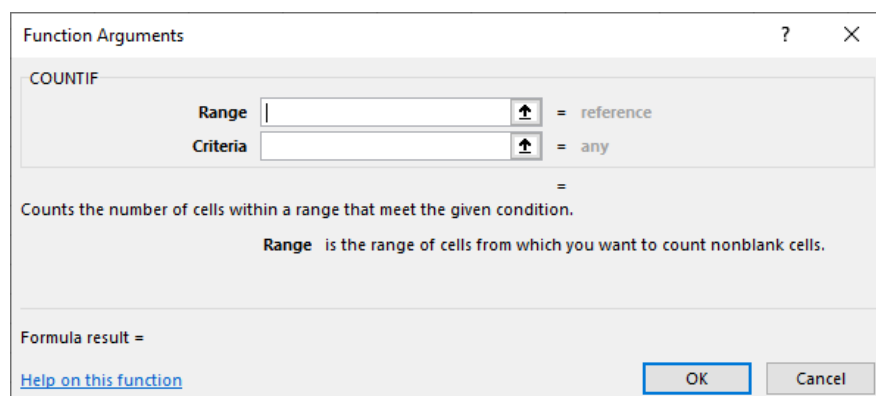 Function Arguments ?
COUNTIF
Range = reference
Criteria = any
=
Counts the number of cells within a range that meet the given condition.
Range is the range of cells from which you want to count nonblank cells.
Formula result =
Help on this function OK Cancel